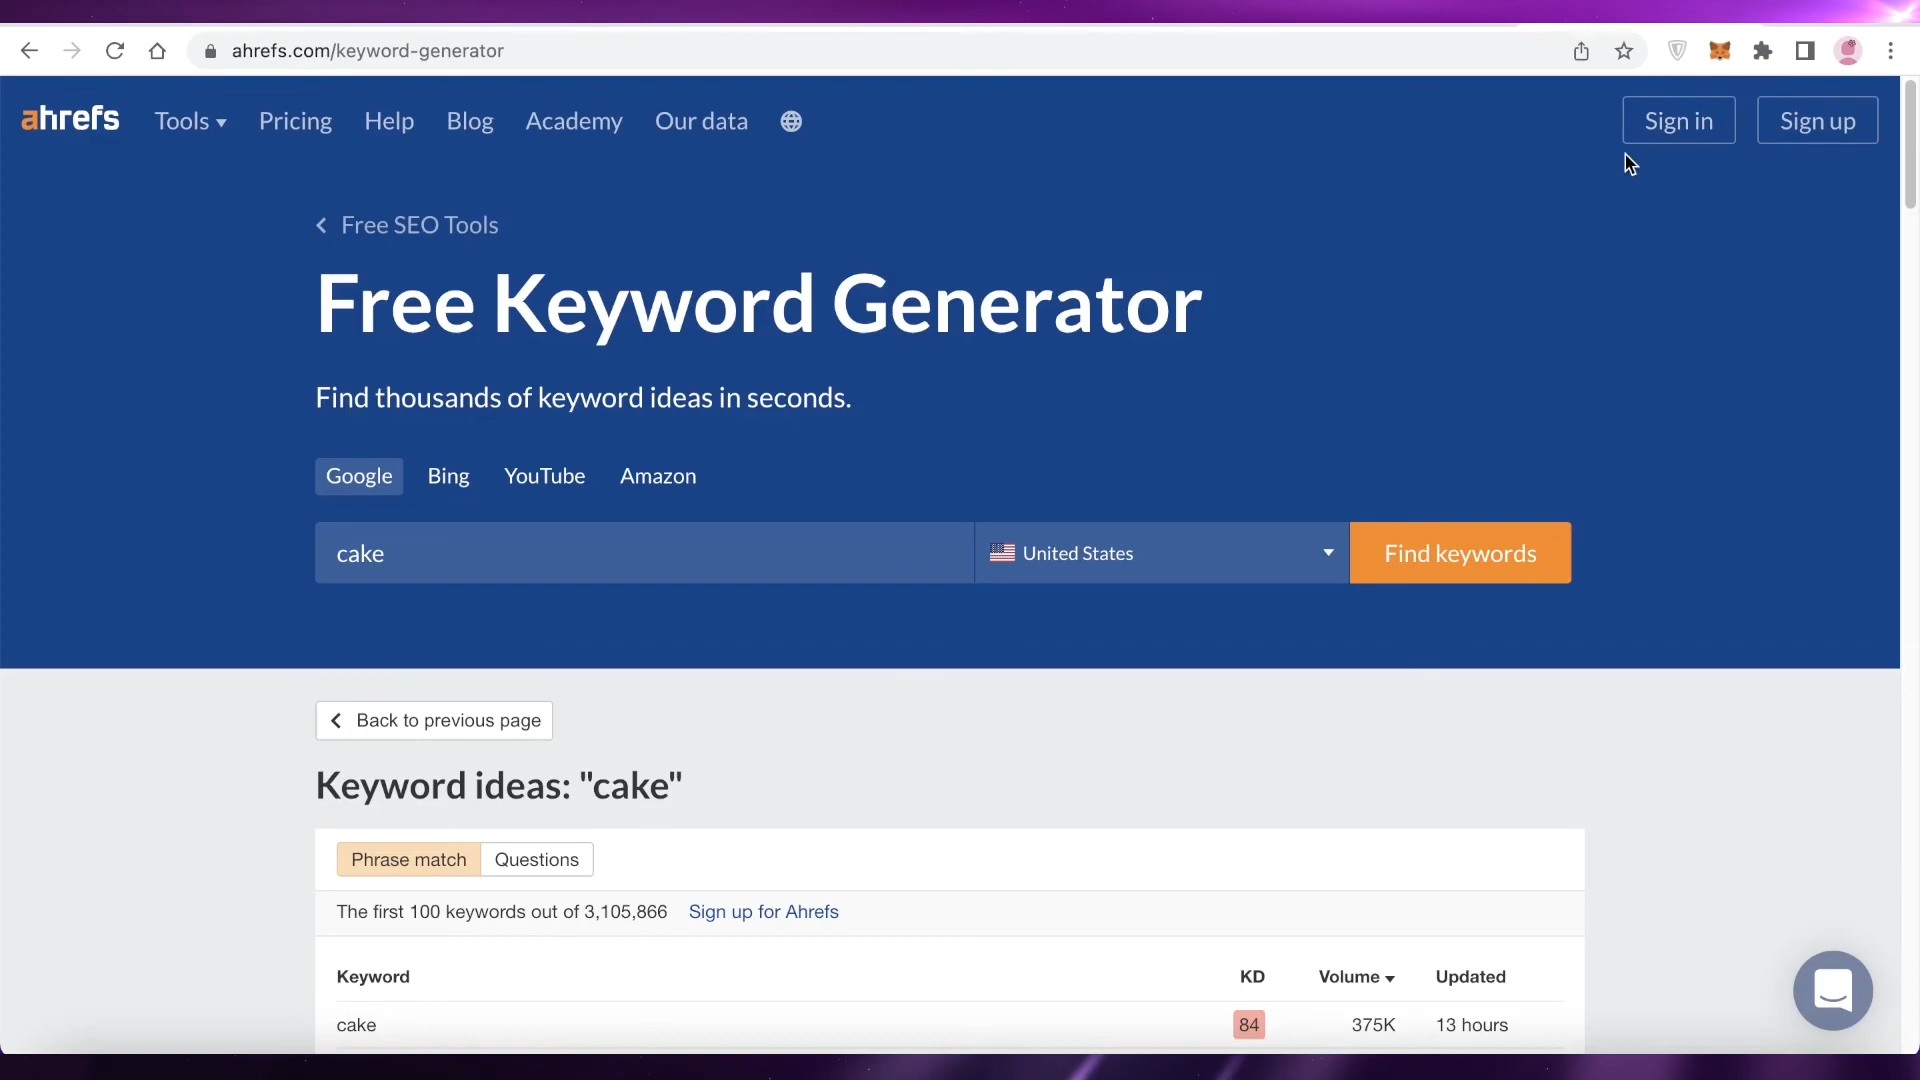 ahrefs.com/keyword-generator
ahrefs Tools Pricing Help Blog Academy Our data Sign in Sign up
Free SEO Tools
Free Keyword Generator
Find thousands of keyword ideas in seconds.
Google Bing YouTube Amazon
cake United States Find keywords
Back to previous page
Keyword ideas: "cake"
Phrase match Questions
The first 100 keywords out of 3,105,866 Sign up for Ahrefs
Keyword KD Volume Updated
cake 84 375K 13 hours